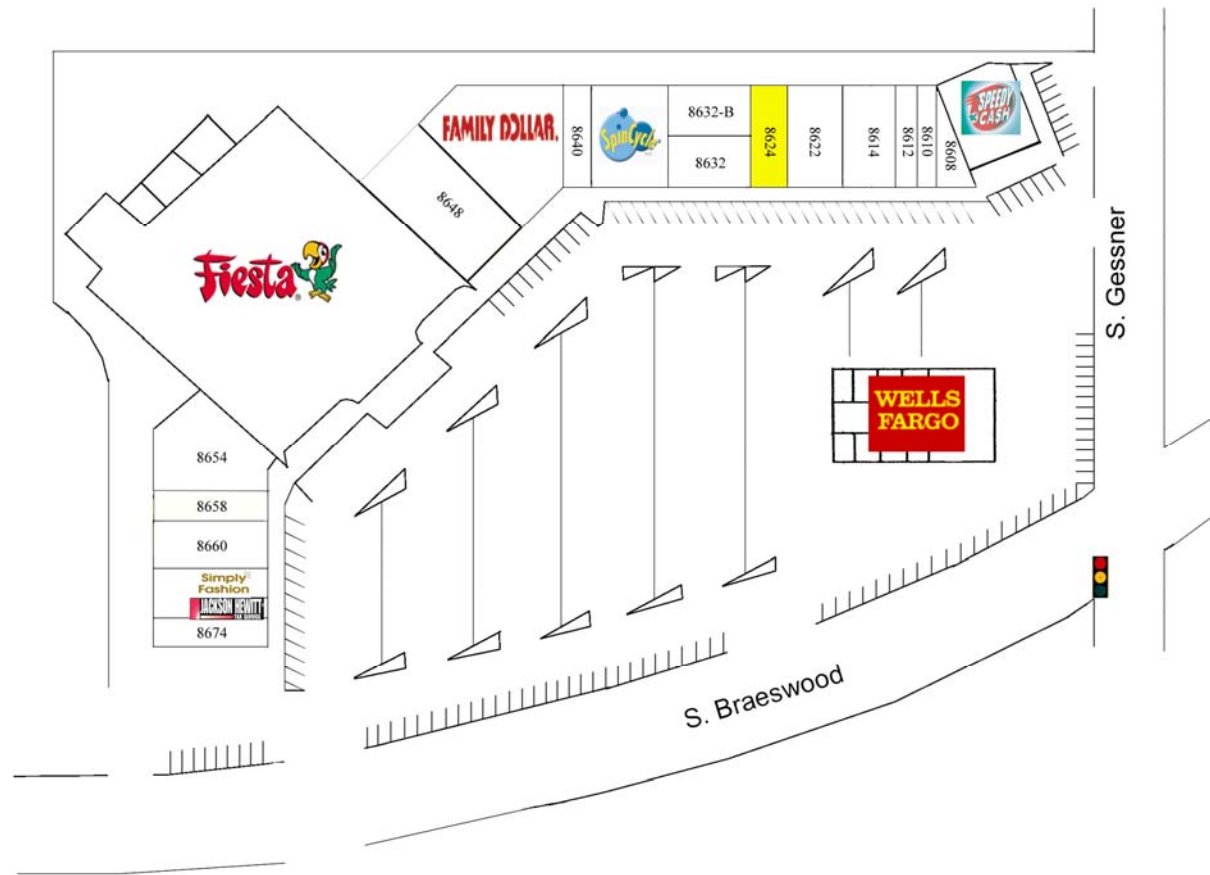 SPEEDY
CASH
FAMILY DOLLAR.
8640
SpinCycle
8632-B
8632
8624
8622
8614
8612
8610
8608
8648
Fiesta®
S. Gessner
WELLS
FARGO
8654
8658
8660
Simply
Fashion
JACKSON HEWITT
8674
S. Braeswood